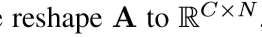 reshape A to ℝ^{C×N},